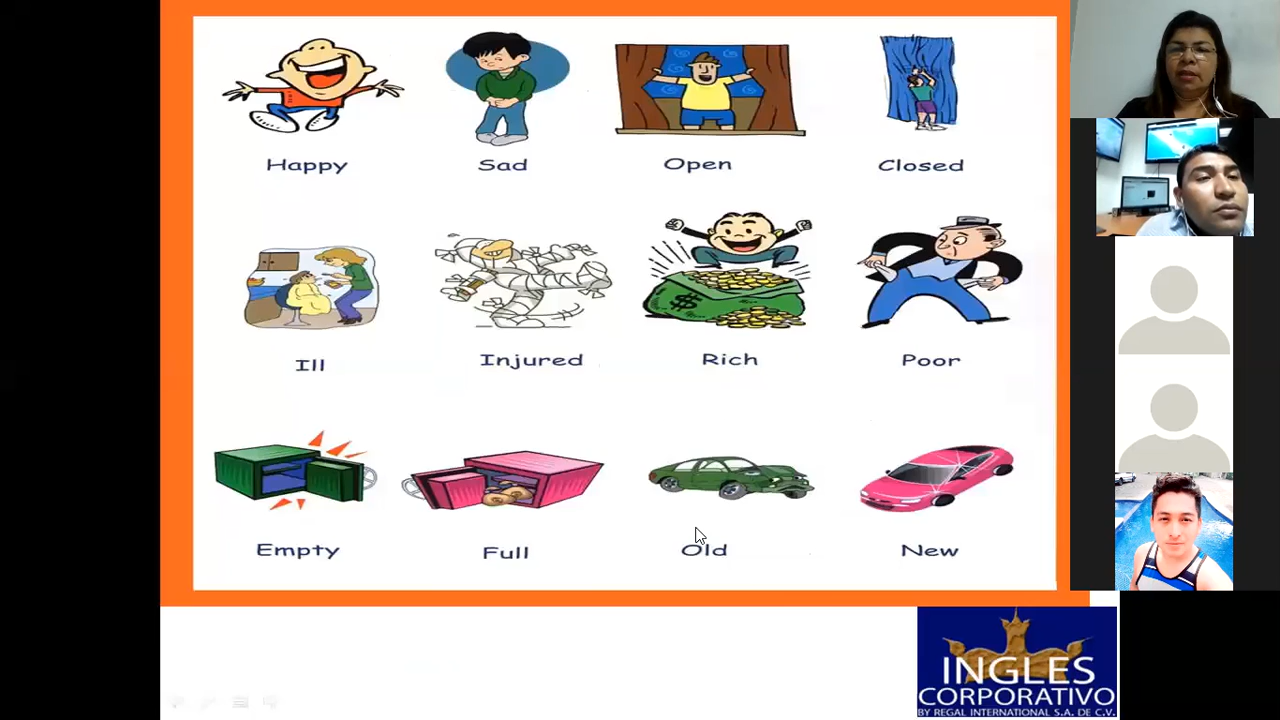 Happy
Sad
Open
Closed
Ill
Injured
Rich
Poor
$
Empty
Full
Old
New
INGLES
CORPORATIVO
BY REGAL INTERNATIONAL S.A. DE C.V.